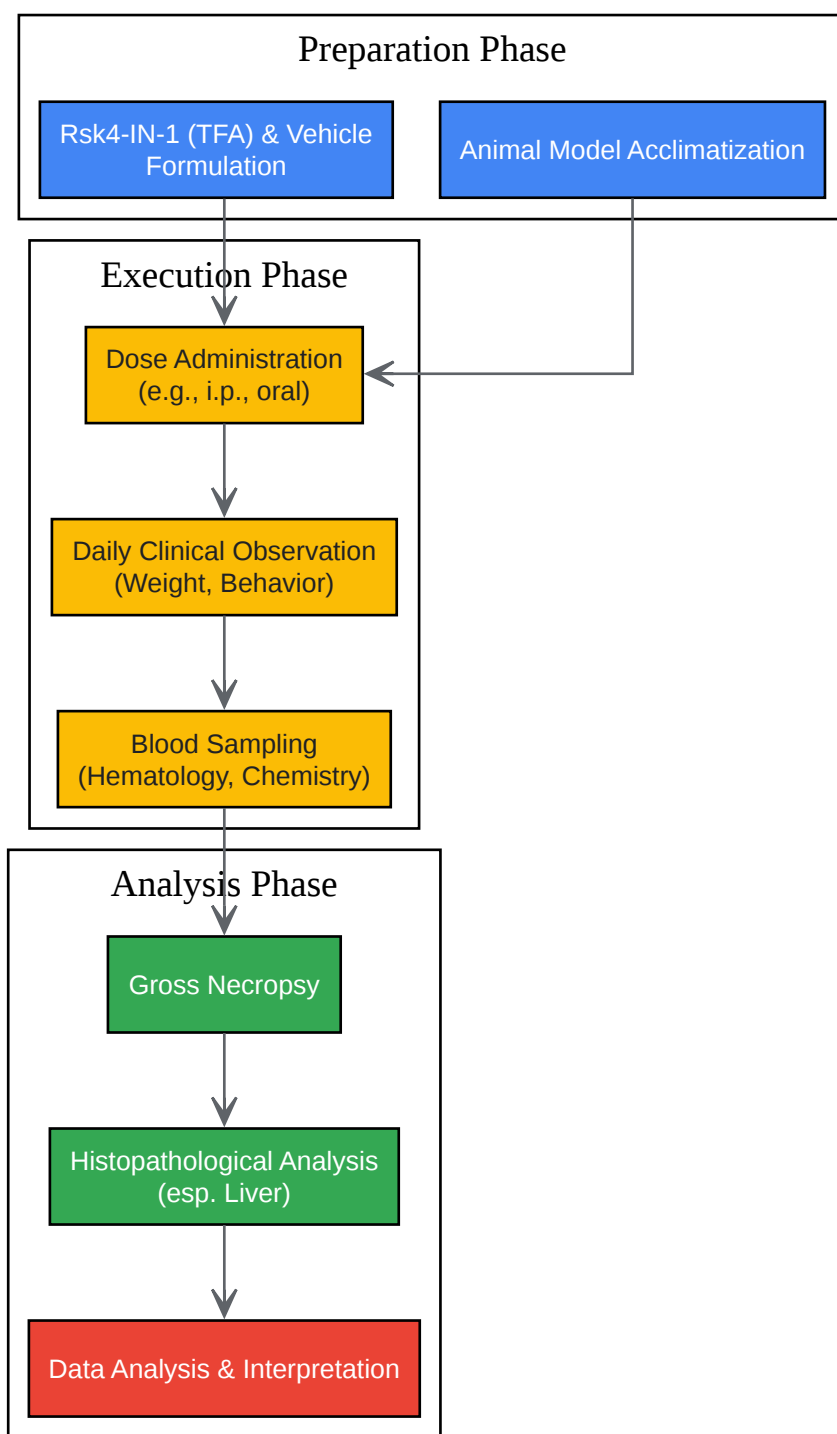 Preparation Phase
Rsk4-IN-1 (TFA) & Vehicle
Formulation
Animal Model Acclimatization
Execution Phase
Dose Administration
(e.g., i.p., oral)
Daily Clinical Observation
(Weight, Behavior)
Blood Sampling
(Hematology, Chemistry)
Analysis Phase
Gross Necropsy
Histopathological Analysis
(esp. Liver)
Data Analysis & Interpretation